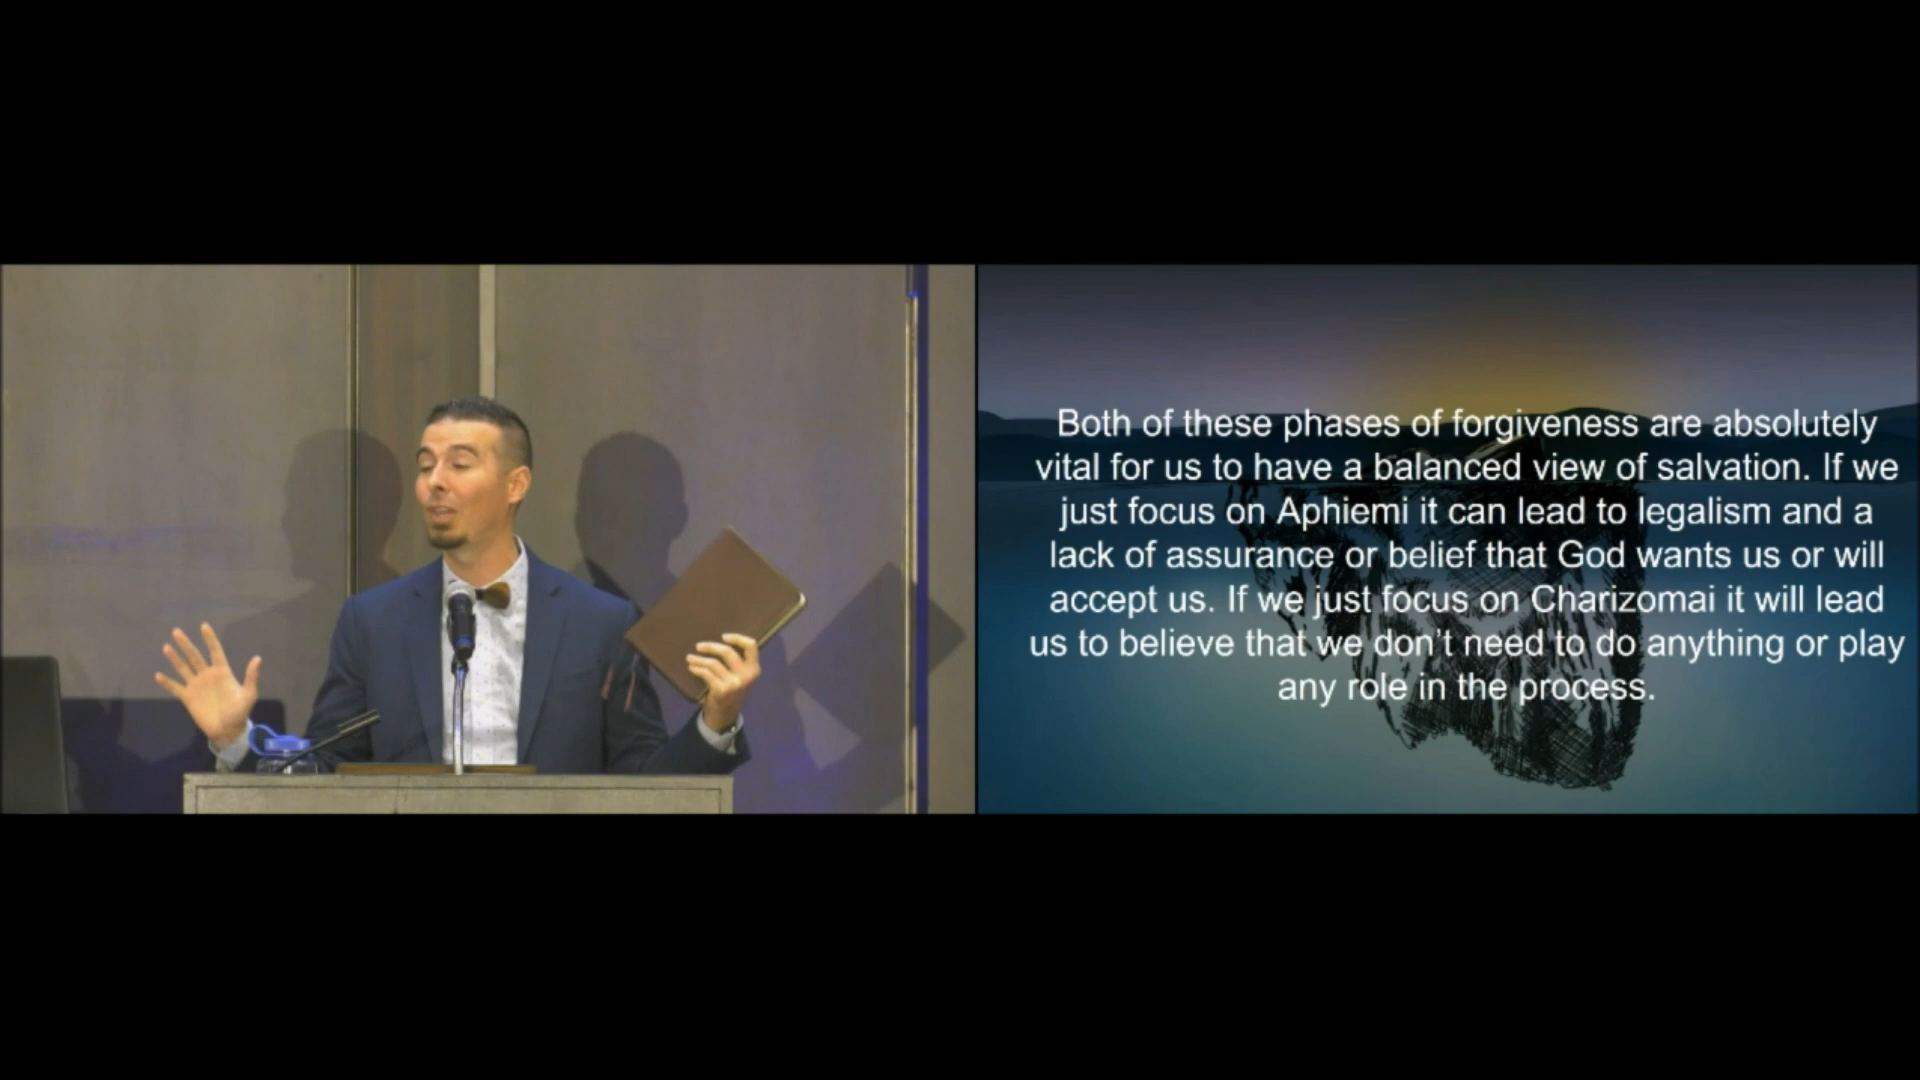 Both of these phases of forgiveness are absolutely
vital for us to have a balanced view of salvation. If we
just focus on Aphiemi it can lead to legalism and a
lack of assurance or belief that God wants us or will
accept us. If we just focus on Charizomai it will lead
us to believe that we don’t need to do anything or play
any role in the process.